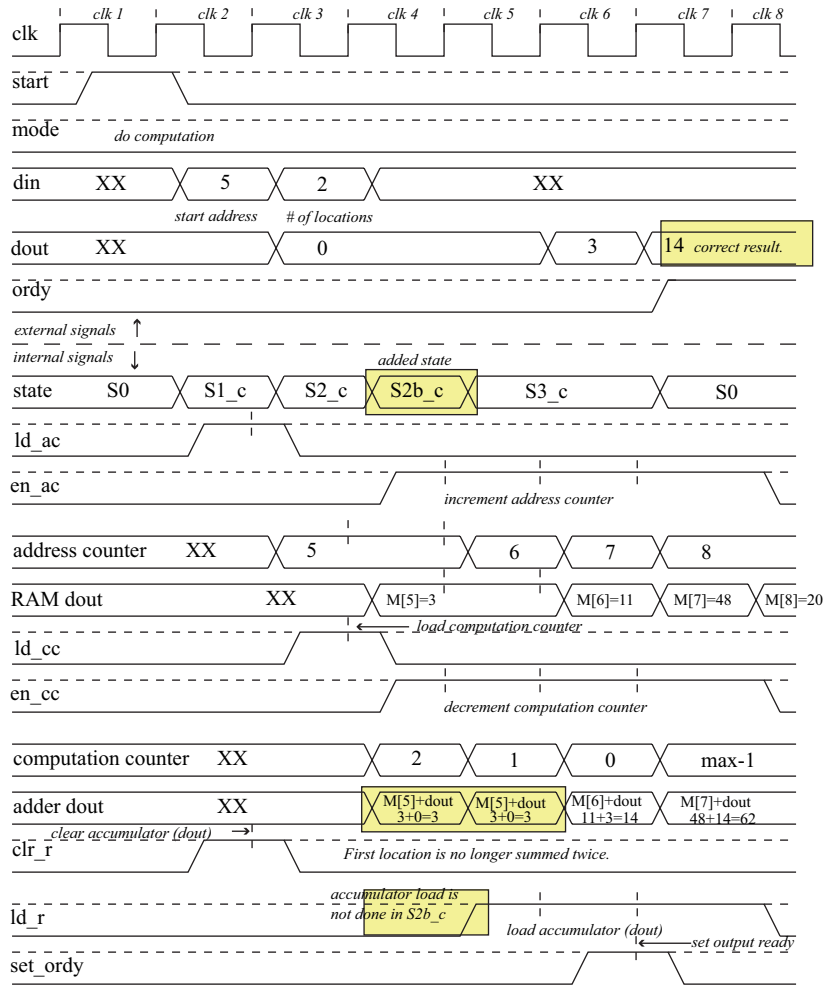 clk 1 clk 2 clk 3 clk 4 clk 5 clk 6 clk 7 clk 8
clk
start
mode
do computation
din XX 5 2 XX
start address # of locations
dout XX 0 3 14 correct result.
ordy
external signals ↑
internal signals ↓
added state
state S0 S1_c S2_c S2b_c S3_c S0
ld_ac
en_ac
increment address counter
address counter XX 5 6 7 8
RAM dout XX M[5]=3 M[6]=11 M[7]=48 M[8]=20
← load computation counter
ld_cc
en_cc
decrement computation counter
computation counter XX 2 1 0 max-1
adder dout XX M[5]+dout M[5]+dout M[6]+dout M[7]+dout
3+0=3 3+0=3 11+3=14 48+14=62
clear accumulator (dout) →
clr_r First location is no longer summed twice.
accumulator load is
not done in S2b_c
ld_r
load accumulator (dout)
← set output ready
set_ordy